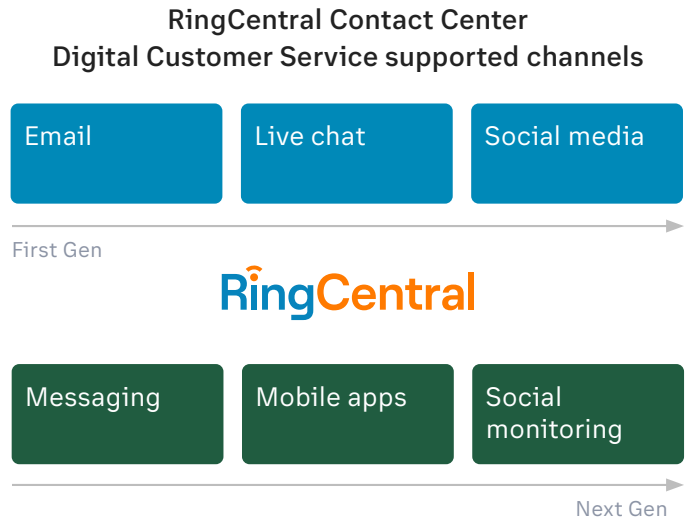 RingCentral Contact Center
Digital Customer Service supported channels
Email
Live chat
Social media
First Gen
RingCentral
Messaging
Mobile apps
Social
monitoring
Next Gen